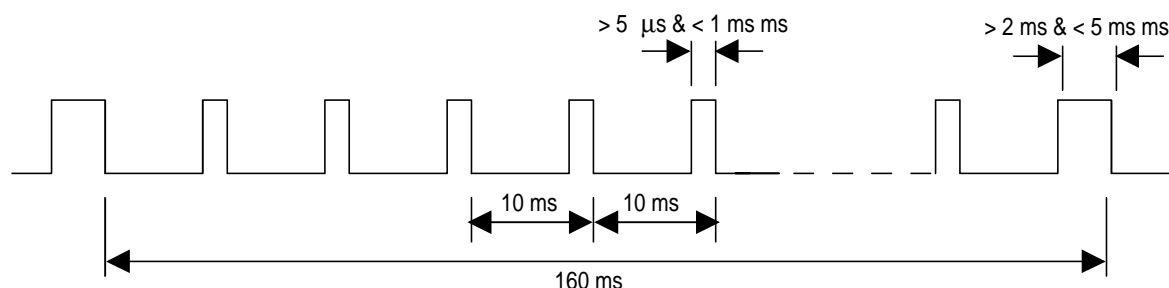 > 5 μs & < 1 ms ms
> 2 ms & < 5 ms ms
10 ms
10 ms
160 ms